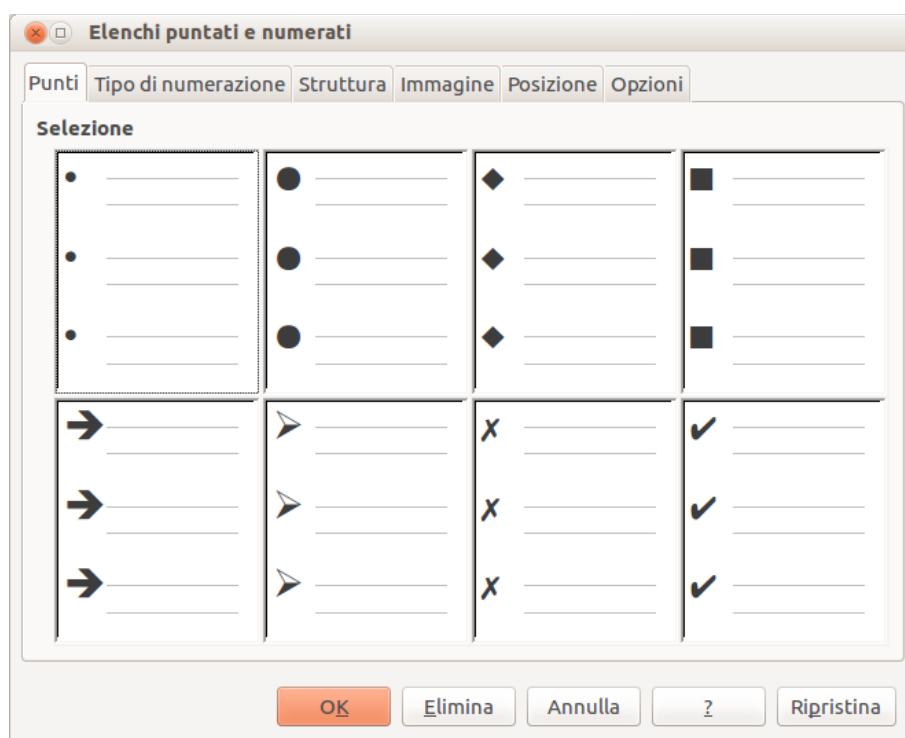 Elenchi puntati e numerati
Punti Tipo di numerazione Struttura Immagine Posizione Opzioni
Selezione
OK Elimina Annulla ? Ripristina